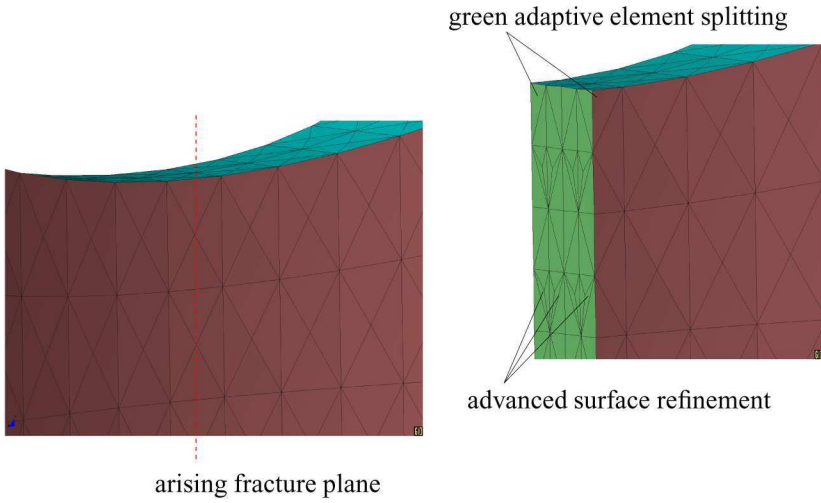 green adaptive element splitting
advanced surface refinement
arising fracture plane